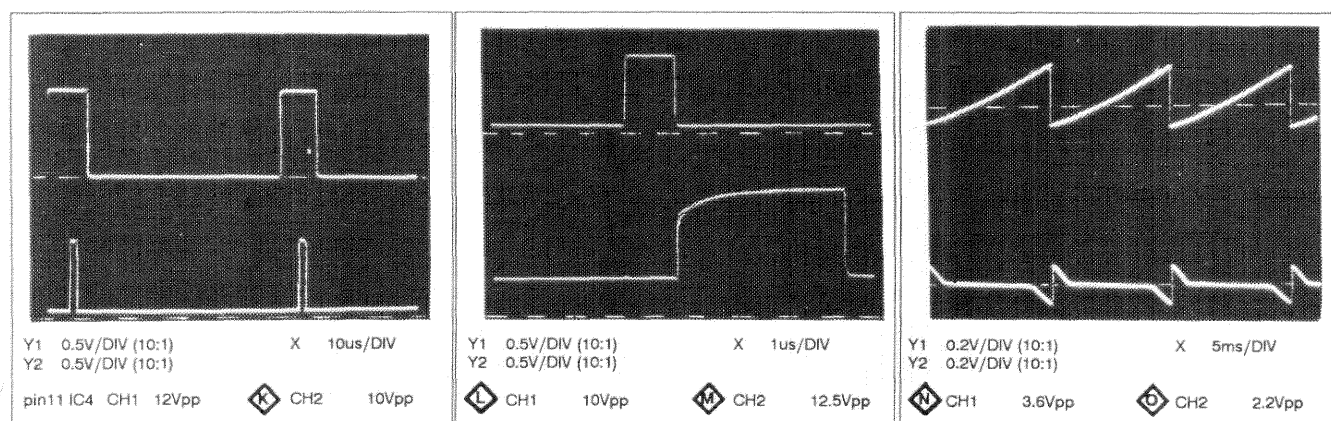 Y1 0.5V/DIV (10:1) X 10us/DIV
Y2 0.5V/DIV (10:1)
pin11 IC4 CH1 12Vpp K CH2 10Vpp
Y1 0.5V/DIV (10:1) X 1us/DIV
Y2 0.5V/DIV (10:1)
L CH1 10Vpp M CH2 12.5Vpp
Y1 0.2V/DIV (10:1) X 5ms/DIV
Y2 0.2V/DIV (10:1)
N CH1 3.6Vpp O CH2 2.2Vpp